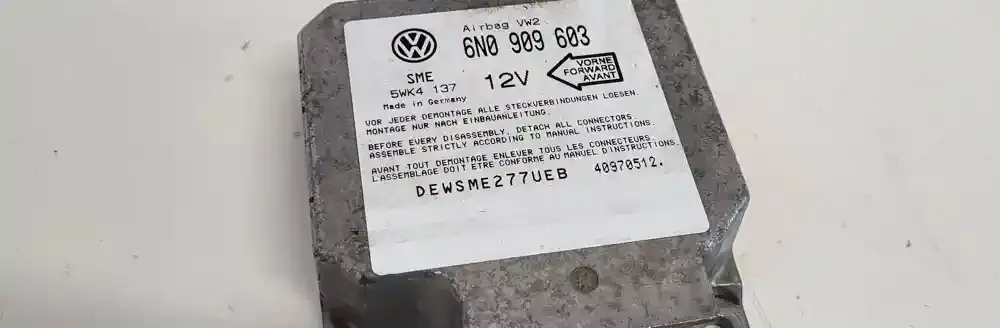 Airbag VW2
6N0 909 603
SME
12V
VORNE
FORWARD
AVANT
5WK4 137
Made in Germany
VOR JEDER DEMONTAGE ALLE STECKVERBINDUNGEN LOESEN.
MONTAGE NUR NACH EINBAUANLEITUNG.
BEFORE EVERY DISASSEMBLY, DETACH ALL CONNECTORS
ASSEMBLE STRICTLY ACCORDING TO MANUAL INSTRUCTIONS.
AVANT TOUT DEMONTAGE ENLEVER TOUS LES CONNECTEURS
L'ASSEMBLAGE DOIT ETRE CONFORME AU MANUEL D'INSTRUCTIONS.
DEWSME277UEB 40970512.